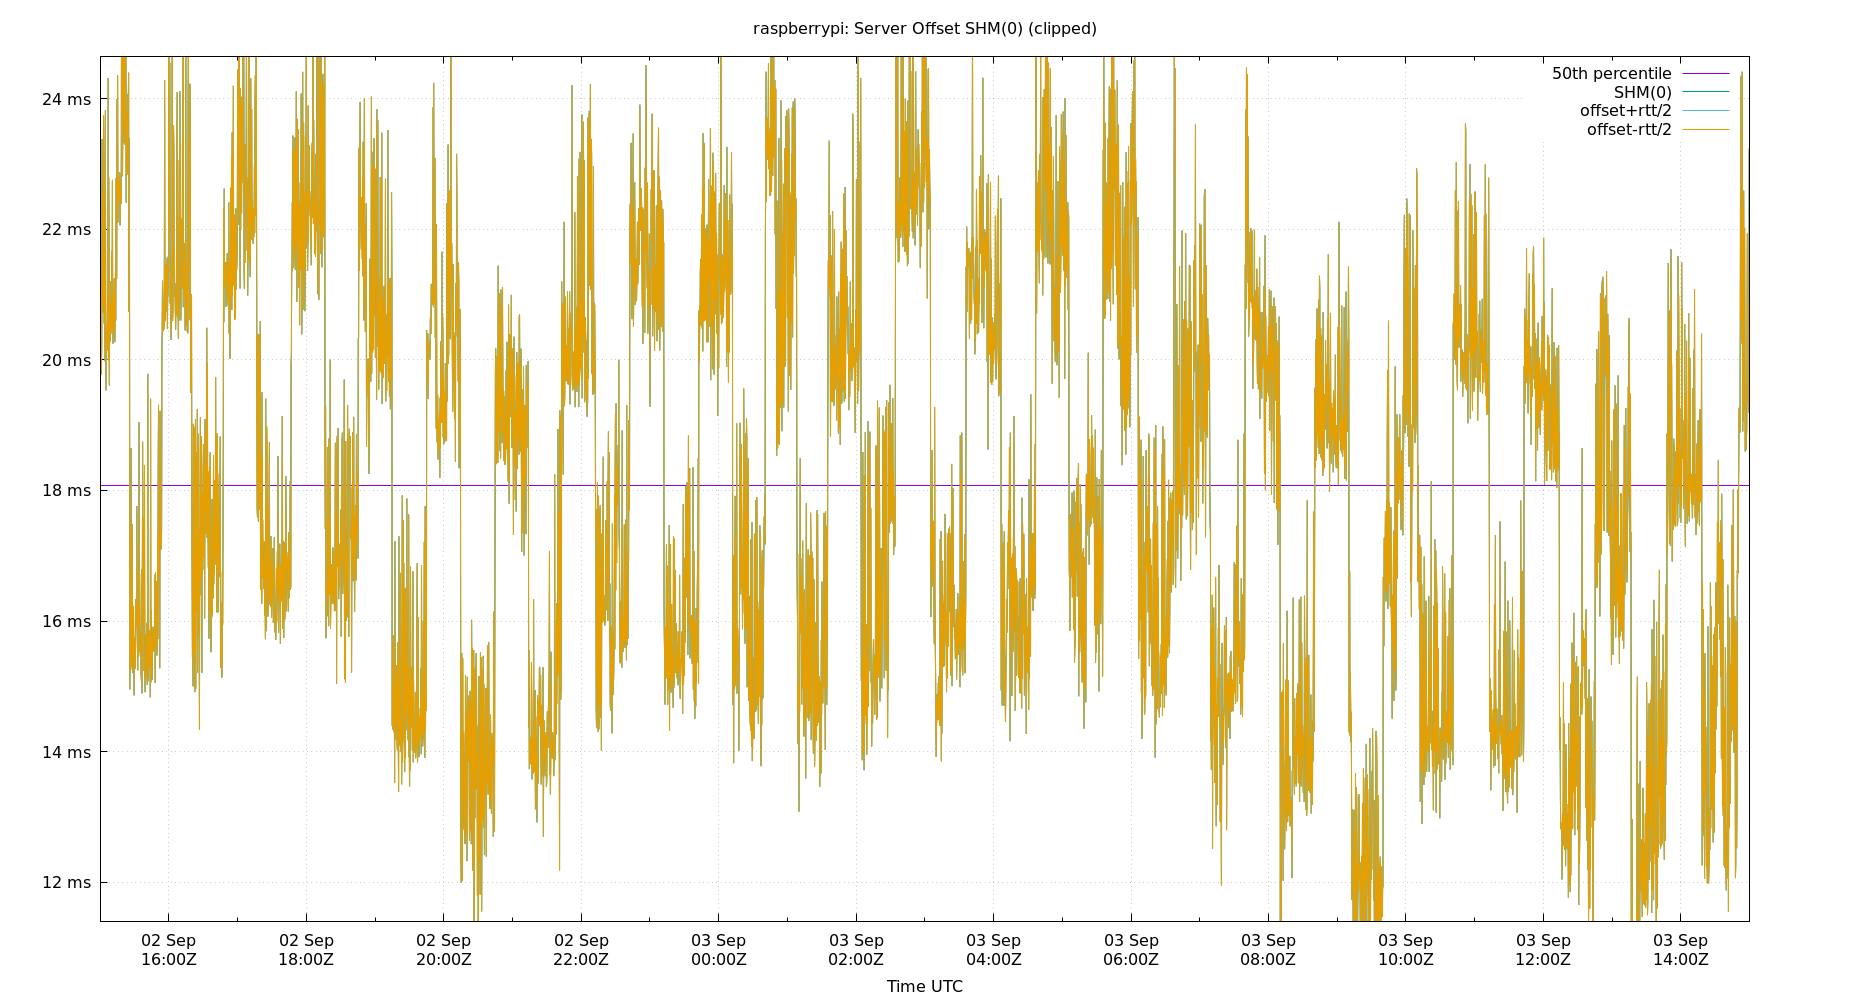 raspberrypi: Server Offset SHM(0) (clipped)
50th percentile
SHM(0)
offset+rtt/2
offset-rtt/2
24 ms
22 ms
20 ms
18 ms
16 ms
14 ms
12 ms
02 Sep 02 Sep 02 Sep 02 Sep 03 Sep 03 Sep 03 Sep 03 Sep 03 Sep 03 Sep 03 Sep 03 Sep
16:00Z 18:00Z 20:00Z 22:00Z 00:00Z 02:00Z 04:00Z 06:00Z 08:00Z 10:00Z 12:00Z 14:00Z
Time UTC